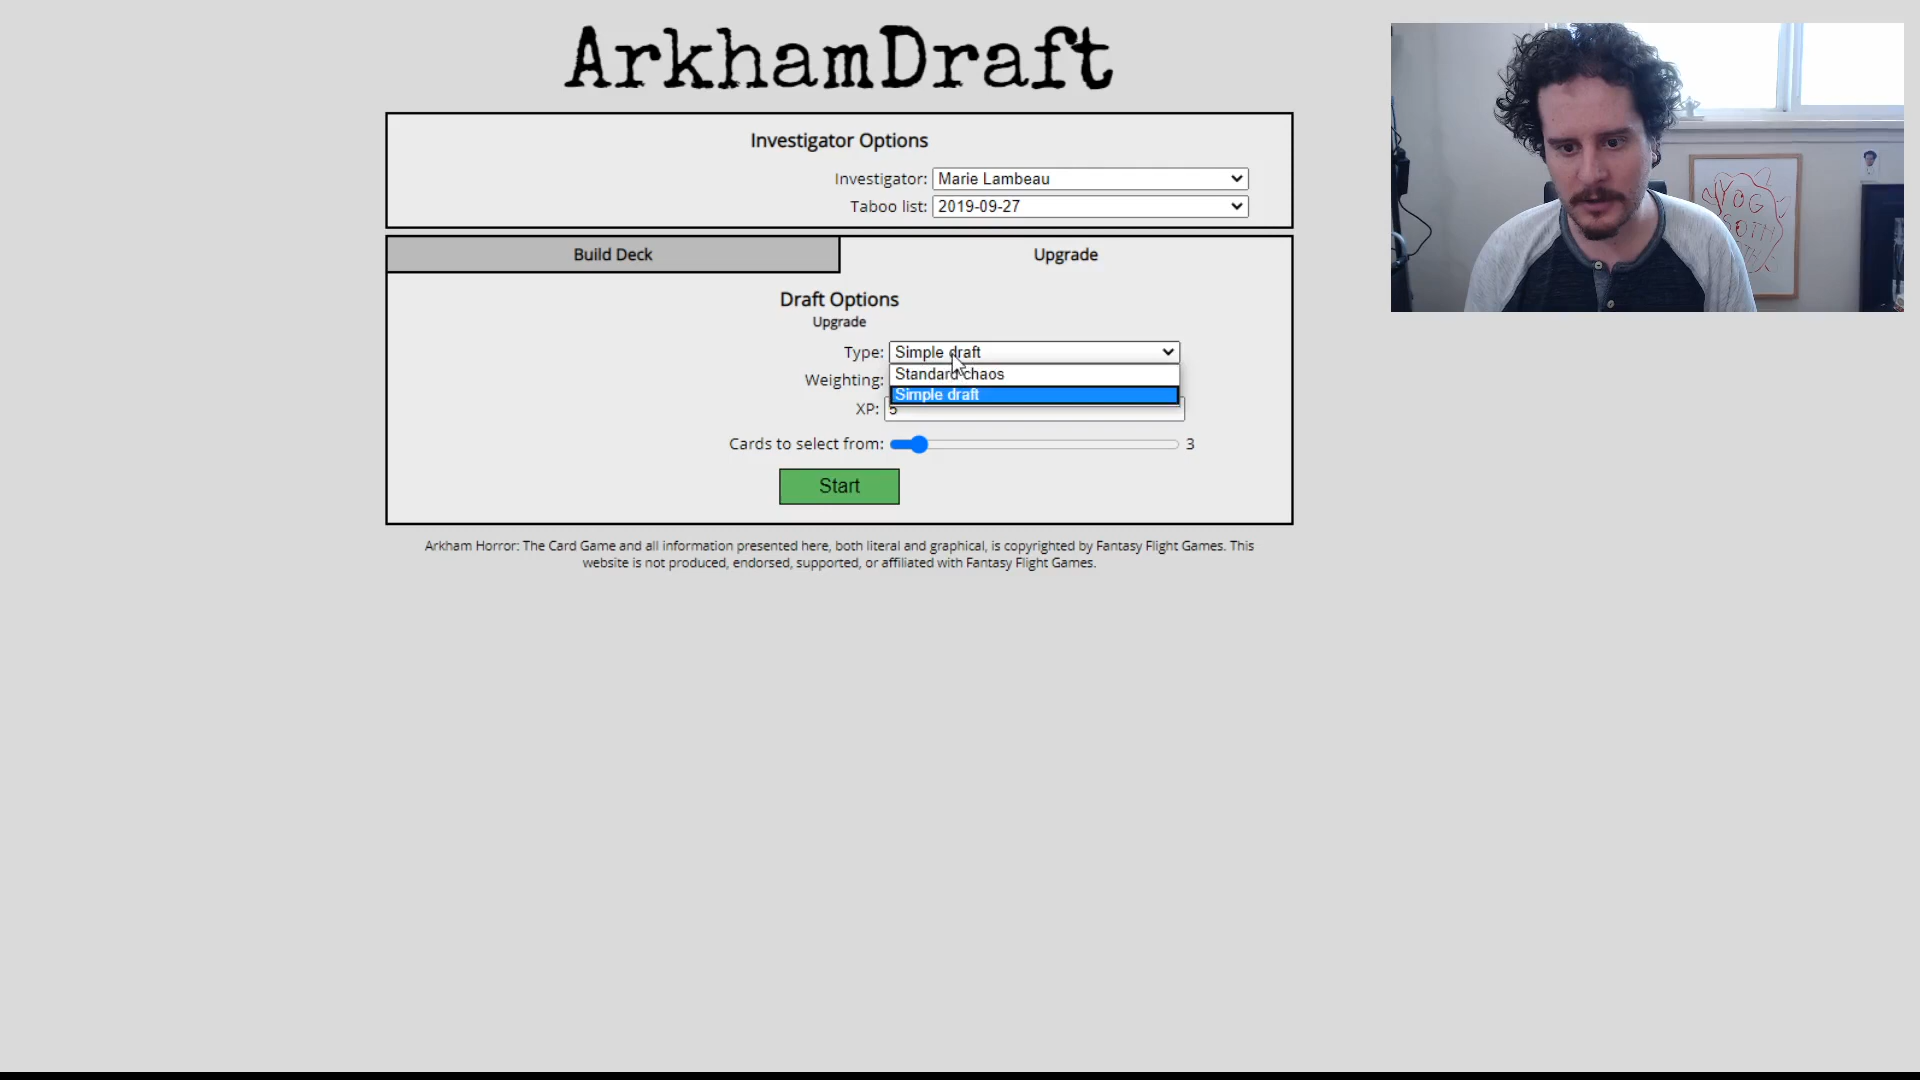 ArkhamDraft
Investigator Options
Investigator: Marie Lambeau
Taboo list: 2019-09-27
Build Deck Upgrade
Draft Options
Upgrade
Type: Simple draft
Standard chaos
Weighting:
Simple draft
XP: 5
Cards to select from: 3
Start
Arkham Horror: The Card Game and all information presented here, both literal and graphical, is copyrighted by Fantasy Flight Games. This
website is not produced, endorsed, supported, or affiliated with Fantasy Flight Games.
YOG